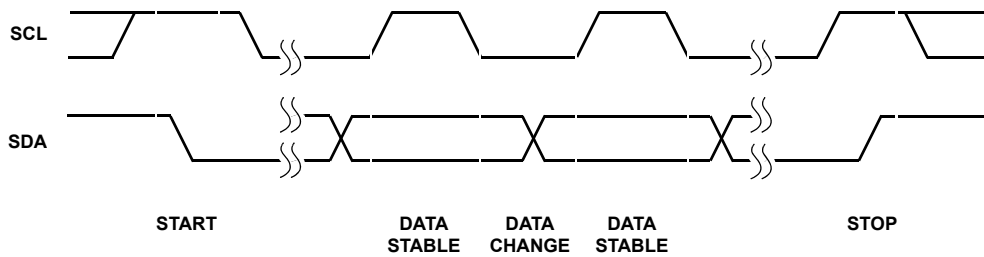 SCL
SDA
START
DATA STABLE
DATA CHANGE
DATA STABLE
STOP